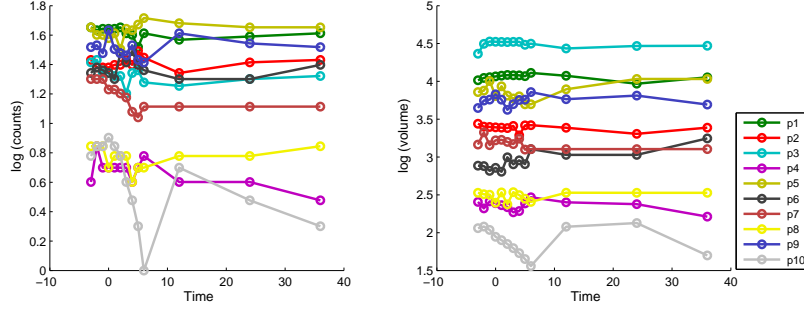 1.8
1.6
1.4
1.2
1
0.8
0.6
0.4
0.2
0
−10
0
10
20
30
40
Time
log (counts)
5
4.5
4
3.5
3
2.5
2
1.5
−10
0
10
20
30
40
Time
log (volume)
p1
p2
p3
p4
p5
p6
p7
p8
p9
p10